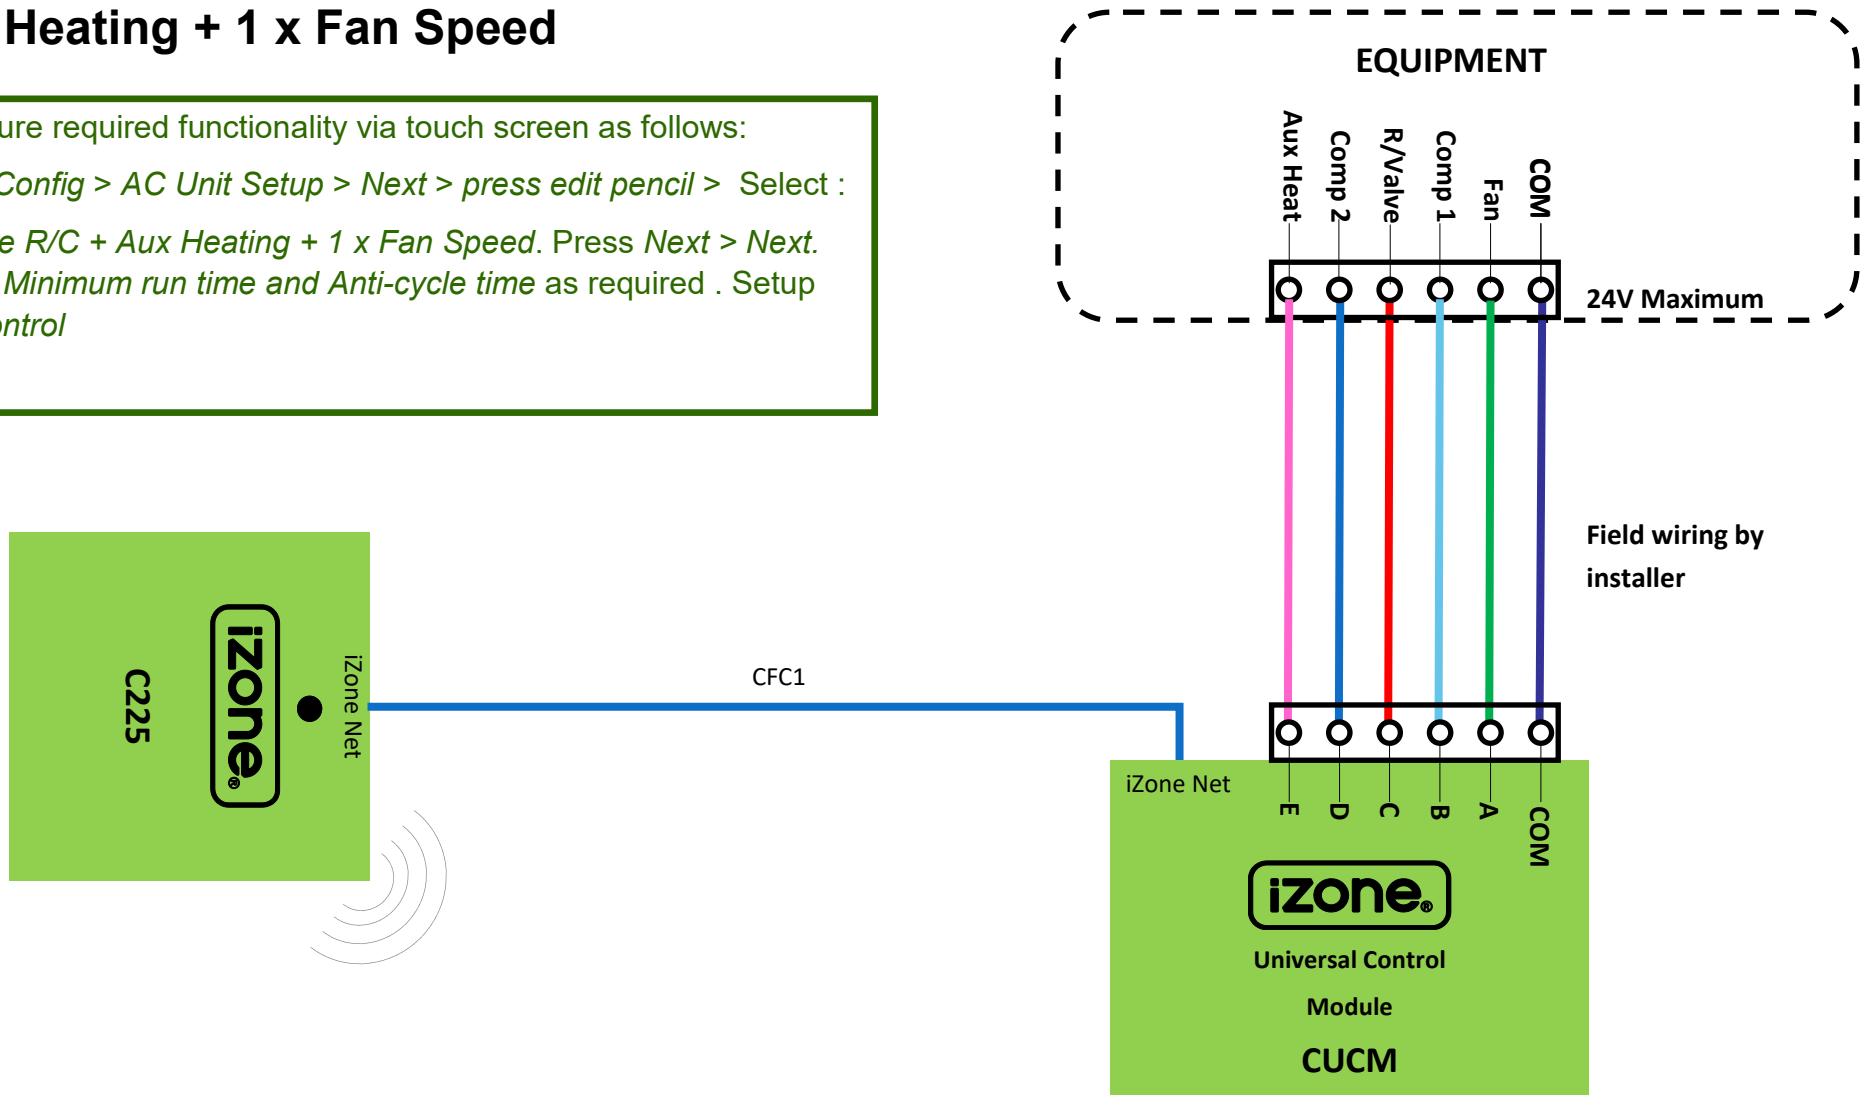 Heating + 1 x Fan Speed
ure required functionality via touch screen as follows:
Config > AC Unit Setup > Next > press edit pencil > Select :
e R/C + Aux Heating + 1 x Fan Speed. Press Next > Next.
Minimum run time and Anti-cycle time as required . Setup
ntrol
EQUIPMENT
Aux Heat
Comp 2
R/Valve
Comp 1
Fan
COM
24V Maximum
Field wiring by
installer
C225
izone®
iZone Net
CFC1
iZone Net
E
D
C
B
A
COM
izone®
Universal Control
Module
CUCM